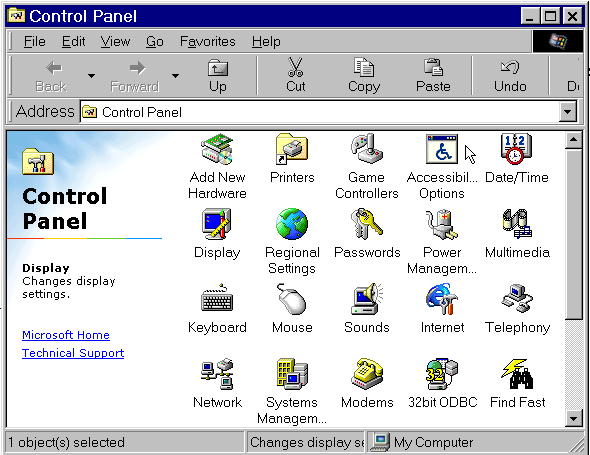 Control Panel
File Edit View Go Favorites Help
Back Forward Up Cut Copy Paste Undo
Address Control Panel
Add New Hardware
Printers
Game Controllers
Accessibil... Options
Date/Time
Control Panel
Display
Regional Settings
Passwords
Power Managem...
Multimedia
Display
Changes display
settings.
Keyboard
Mouse
Sounds
Internet
Telephony
Microsoft Home
Technical Support
Network
Systems Managem...
Modems
32bit ODBC
Find Fast
1 object(s) selected
Changes display
My Computer